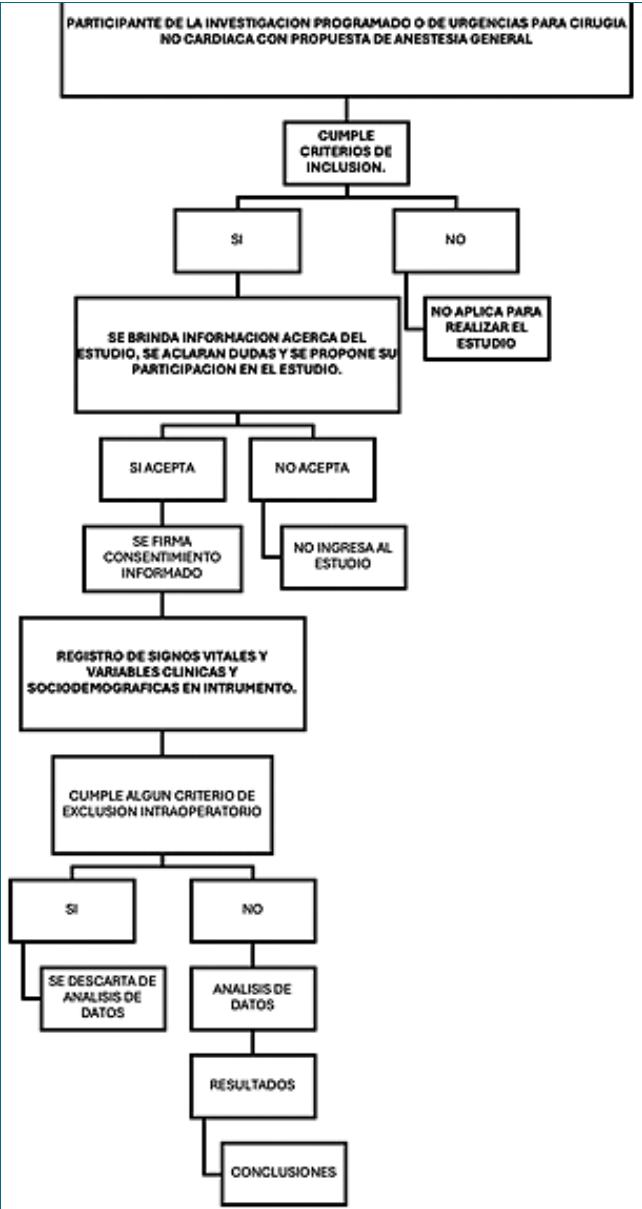 PARTICIPANTE DE LA INVESTIGACION PROGRAMADO O DE URGENCIAS PARA CIRUGIA
NO CARDIACA CON PROPUESTA DE ANESTESIA GENERAL
CUMPLE
CRITERIOS DE
INCLUSION.
SI
NO
NO APLICA PARA
REALIZAR EL
ESTUDIO
SE BRINDA INFORMACION ACERCA DEL
ESTUDIO, SE ACLARAN DUDAS Y SE PROPONE SU
PARTICIPACION EN EL ESTUDIO.
SI ACEPTA
NO ACEPTA
SE FIRMA
CONSENTIMIENTO
INFORMADO
NO INGRESA AL
ESTUDIO
REGISTRO DE SIGNOS VITALES Y
VARIABLES CLINICAS Y
SOCIODEMOGRAFICAS EN INTRUMENTO.
CUMPLE ALGUN CRITERIO DE
EXCLUSION INTRAOPERATORIO
SI
NO
SE DESCARTA DE
ANALISIS DE
DATOS
ANALISIS DE
DATOS
RESULTADOS
CONCLUSIONES